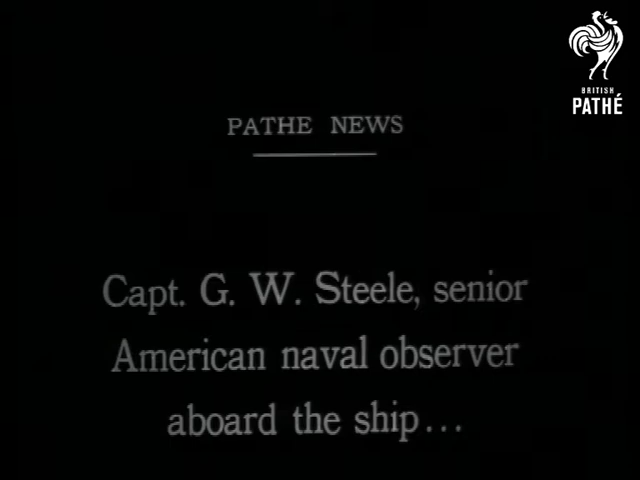 BRITISH
PATHÉ
PATHE NEWS
Capt. G. W. Steele, senior
American naval observer
aboard the ship...